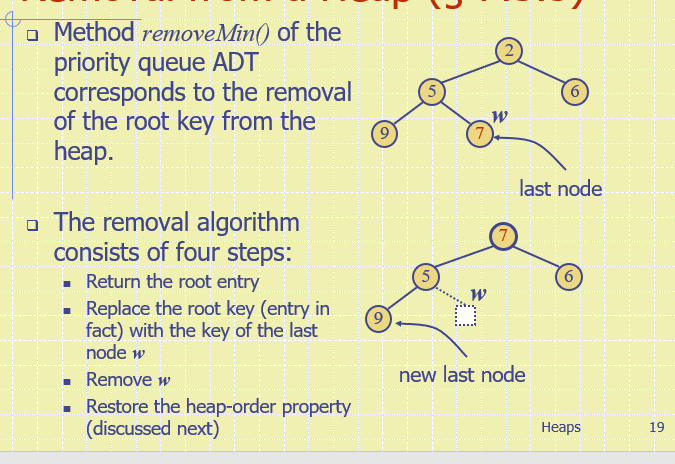 Removal from a Heap (§
Method removeMin() of the
priority queue ADT
corresponds to the removal
of the root key from the
heap.
2
5
6
9
7
w
last node
The removal algorithm
consists of four steps:
Return the root entry
Replace the root key (entry in
fact) with the key of the last
node w
Remove w
Restore the heap-order property
(discussed next)
7
5
6
w
9
new last node
Heaps
19